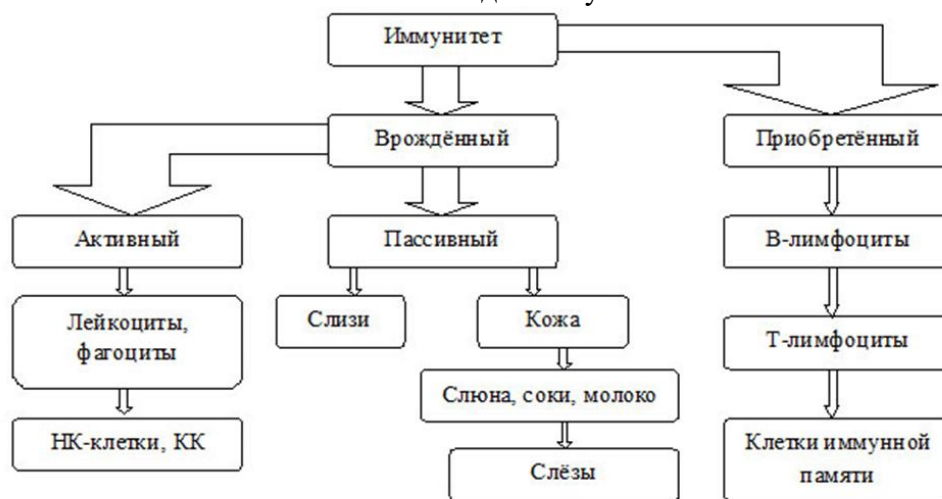 Иммунитет
Врождённый
Приобретённый
Активный
Пассивный
В-лимфоциты
Лейкоциты,
фагоциты
Слизи
Кожа
Т-лимфоциты
Слюна, соки, молоко
НК-клетки, КК
Слёзы
Клетки иммунной
памяти